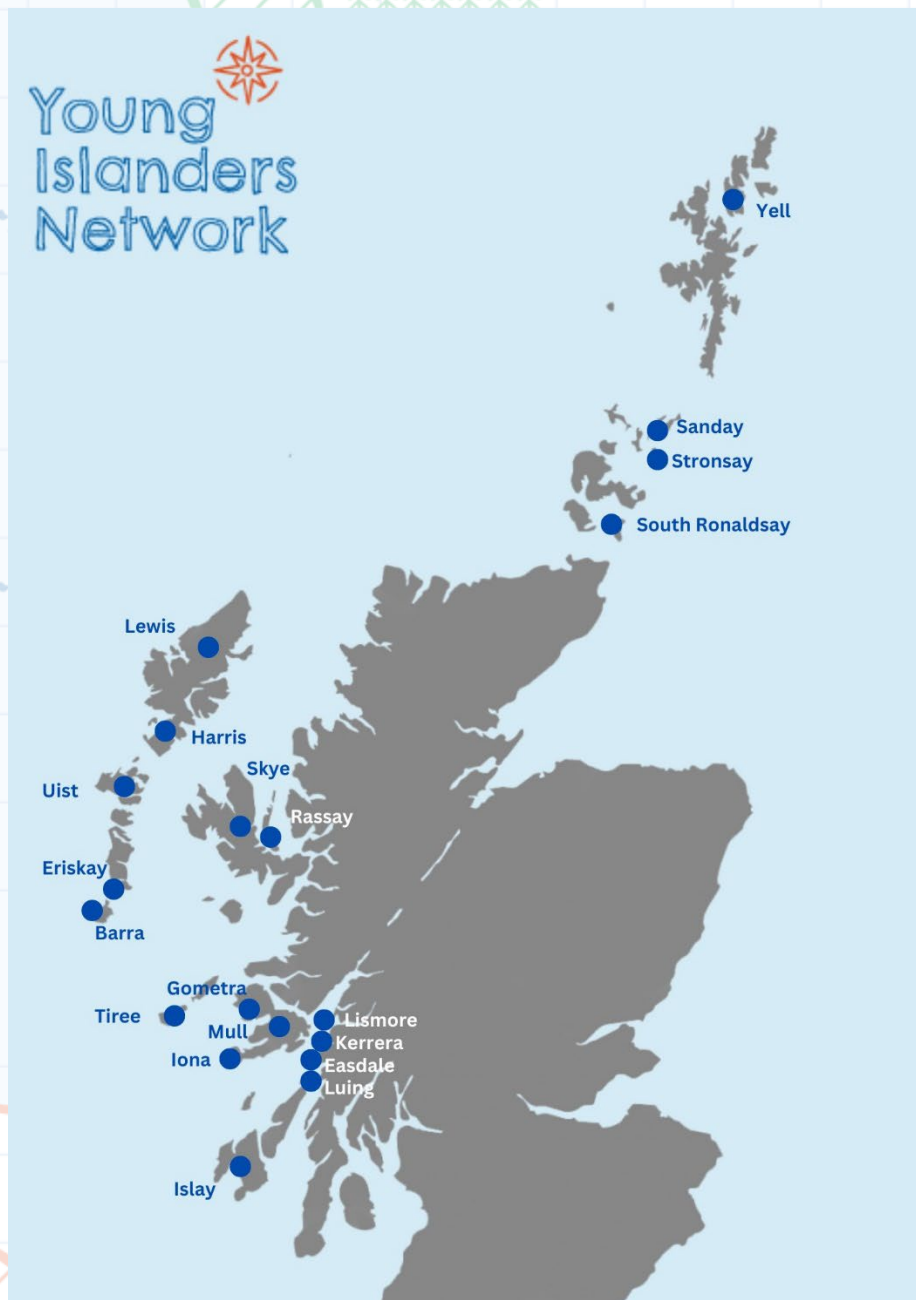 Young
Islanders
Network
Yell
Sanday
Stronsay
South Ronaldsay
Lewis
Harris
Skye
Uist
Rassay
Eriskay
Barra
Gometra
Tiree
Lismore
Mull
Kerrera
Iona
Easdale
Luing
Islay